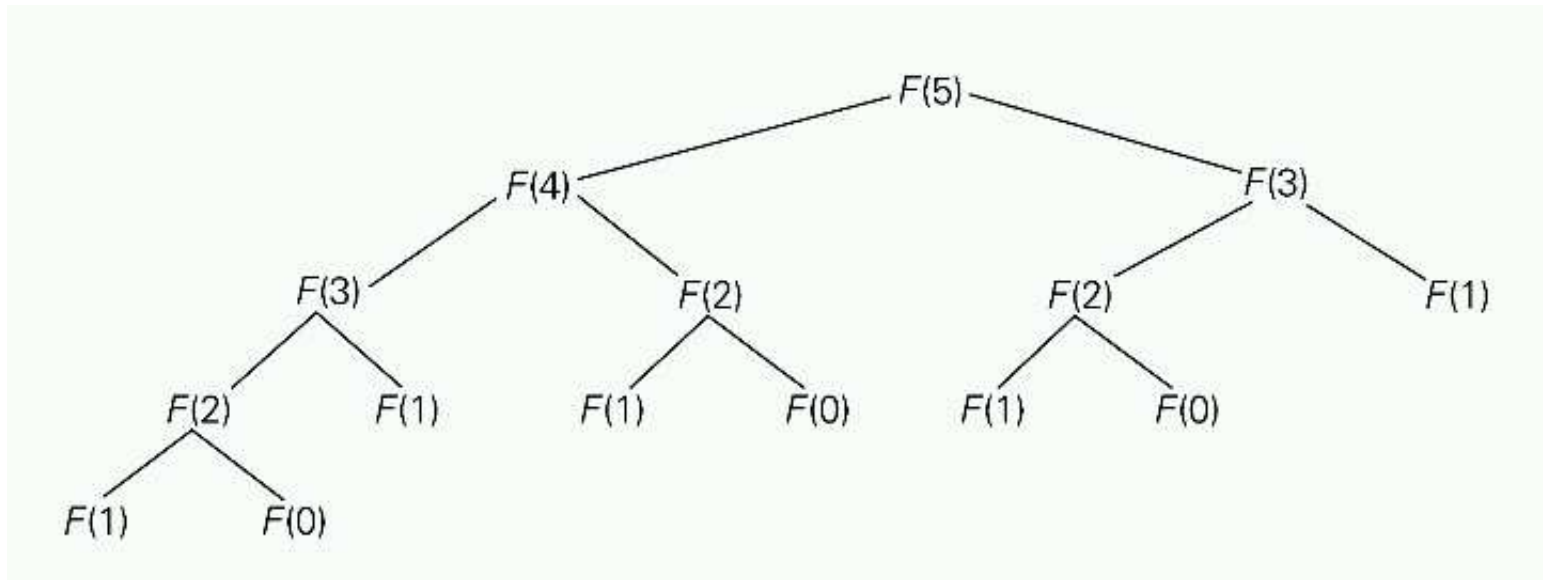 F(5)
F(4) F(3)
F(3) F(2) F(2) F(1)
F(2) F(1) F(1) F(0) F(1) F(0)
F(1) F(0)